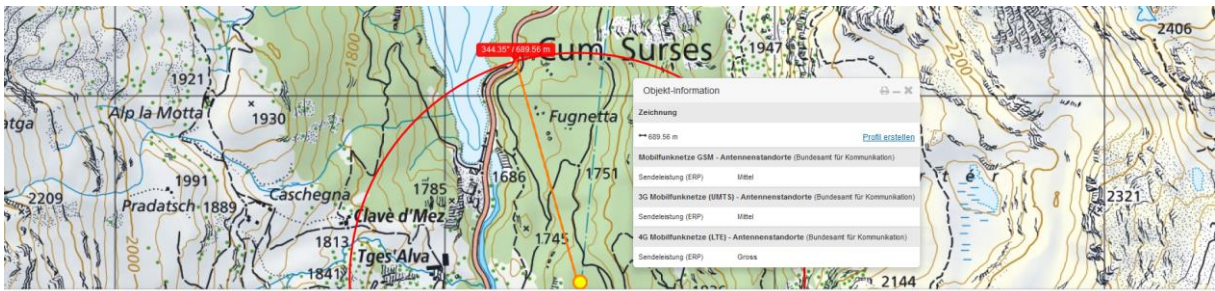 344.35° / 689.56 m
Cum. Surses
1800
1947
2406
200
1921
Alp la Motta
1930
Fugnetta
atga
1991
2209
Pradatsch
1889
Caschegna
1785
Clavè d'Mez
1686
1751
1813
Tges Alva
1841
1745
2000
2321
2144
Objekt-Information
Zeichnung
689.56 m
Profil erstellen
Mobilfunknetze GSM - Antennenstandorte (Bundesamt für Kommunikation)
Sendeleistung (ERP) Mittel
3G Mobilfunknetze (UMTS) - Antennenstandorte (Bundesamt für Kommunikation)
Sendeleistung (ERP) Mittel
4G Mobilfunknetze (LTE) - Antennenstandorte (Bundesamt für Kommunikation)
Sendeleistung (ERP) Gross